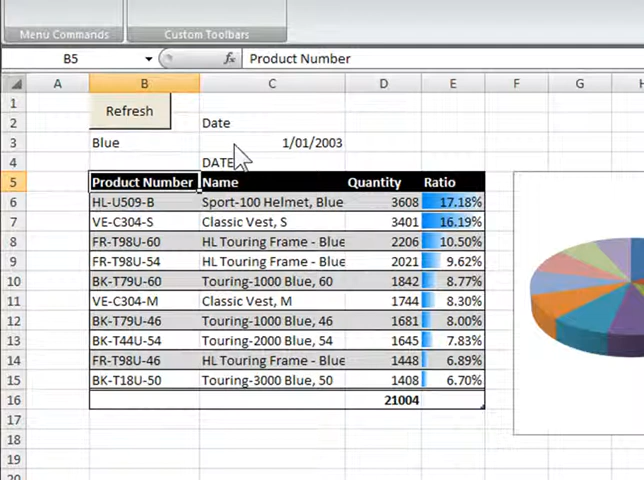 Menu Commands Custom Toolbars
B5 fx Product Number
A B C D E F G H
1 Refresh
2 Date
3 Blue 1/01/2003
4 DATE
5 Product Number Name Quantity Ratio
6 HL-U509-B Sport-100 Helmet, Blue 3608 17.18%
7 VE-C304-S Classic Vest, S 3401 16.19%
8 FR-T98U-60 HL Touring Frame - Blue 2206 10.50%
9 FR-T98U-54 HL Touring Frame - Blue 2021 9.62%
10 BK-T79U-60 Touring-1000 Blue, 60 1842 8.77%
11 VE-C304-M Classic Vest, M 1744 8.30%
12 BK-T79U-46 Touring-1000 Blue, 46 1681 8.00%
13 BK-T44U-54 Touring-2000 Blue, 54 1645 7.83%
14 FR-T98U-46 HL Touring Frame - Blue 1448 6.89%
15 BK-T18U-50 Touring-3000 Blue, 50 1408 6.70%
16 21004
17
18
19
20